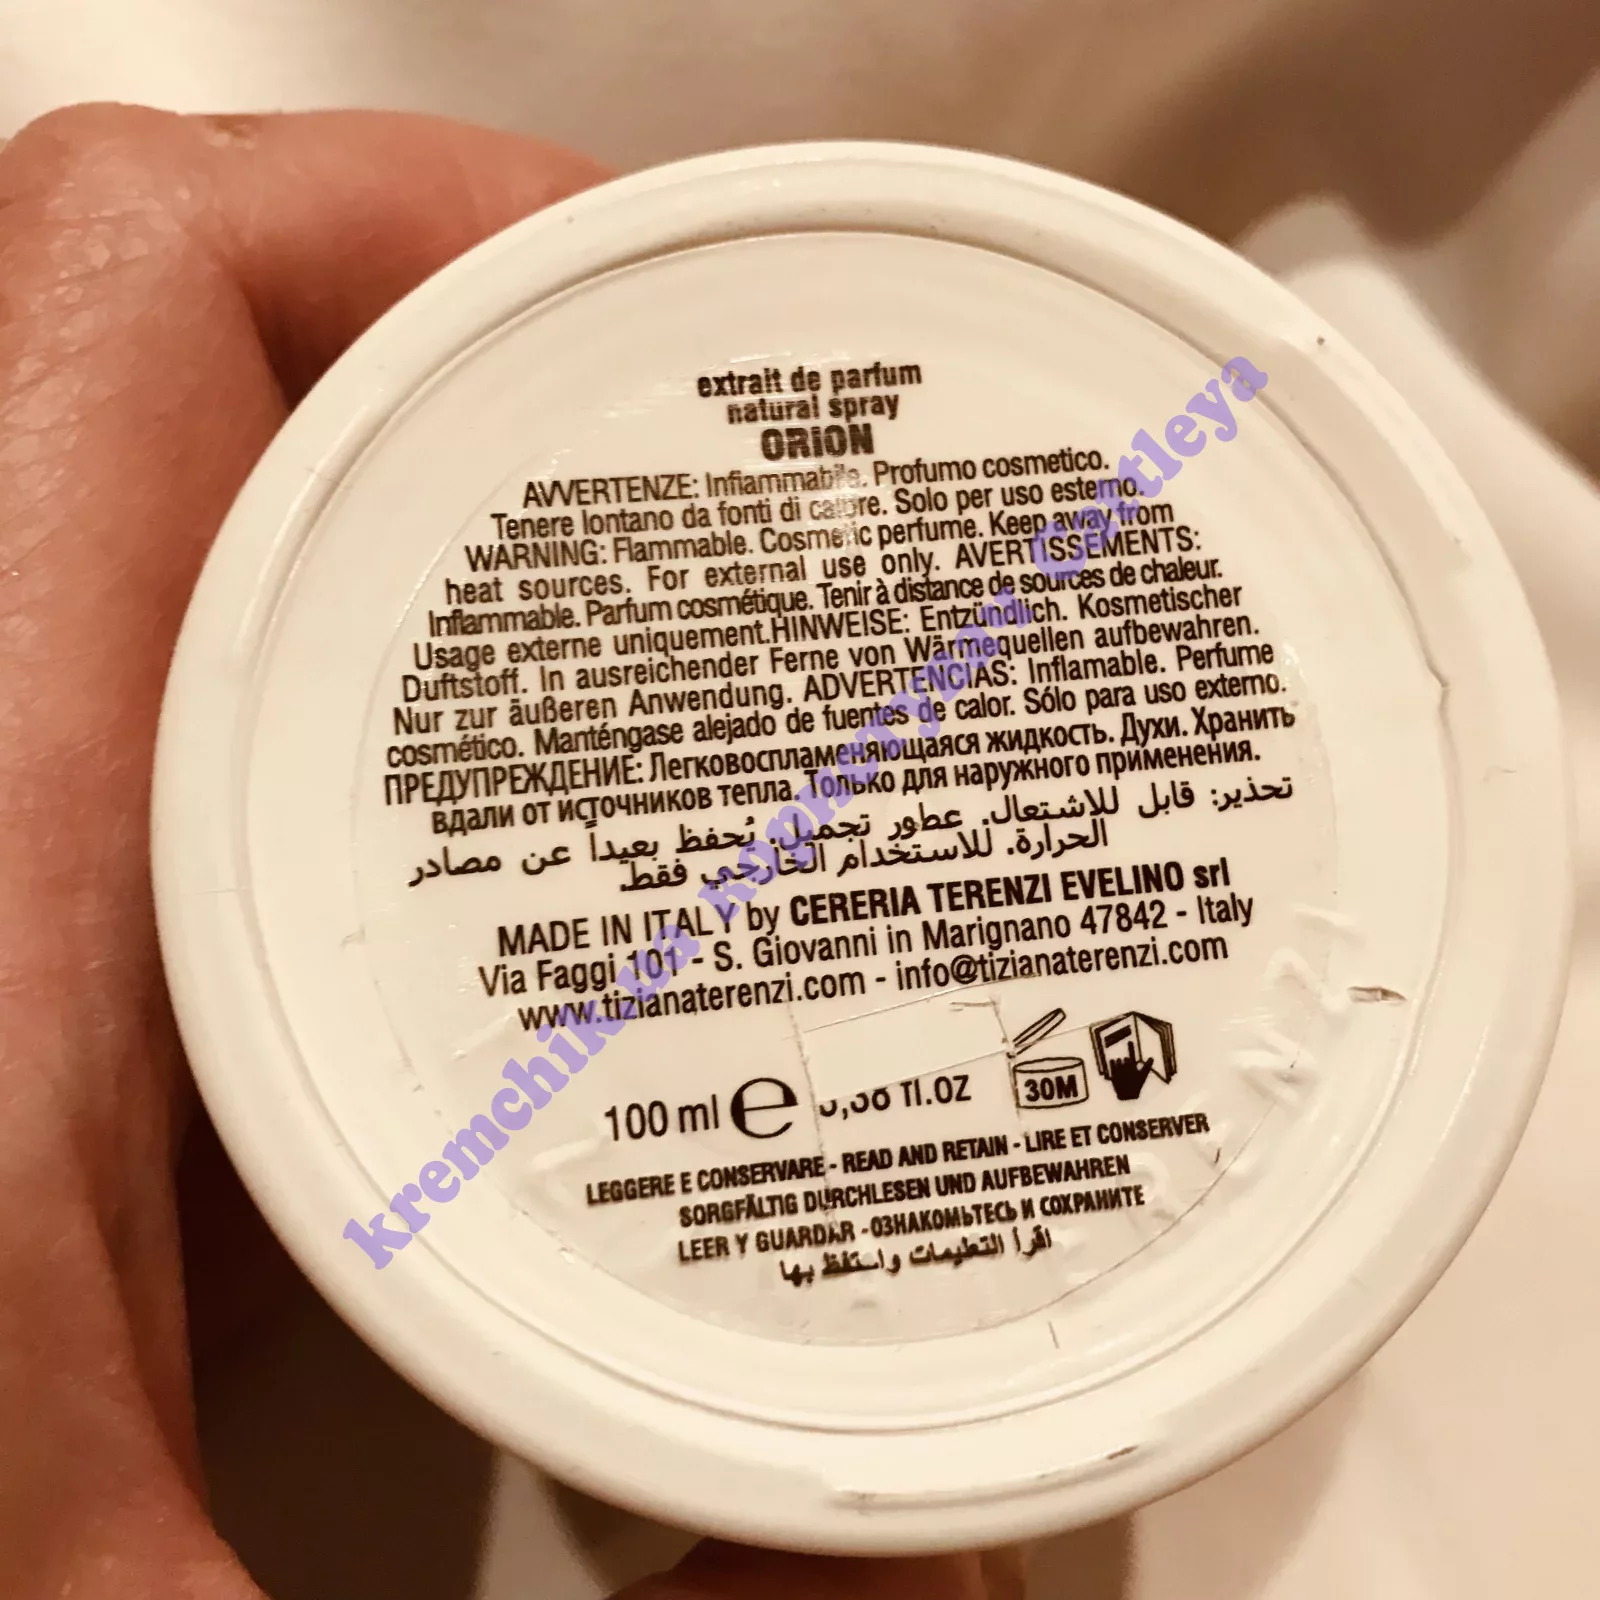 extrait de parfum
natural spray
ORION
AVVERTENZE: Infiammabile. Profumo cosmetico.
Tenere lontano da fonti di calore. Solo per uso esterno.
WARNING: Flammable. Cosmetic perfume. Keep away from
heat sources. For external use only. AVERTISSEMENTS:
Inflammable. Parfum cosmétique. Tenir à distance de sources de chaleur.
Usage externe uniquement.HINWEISE: Entzündlich. Kosmetischer
Duftstoff. In ausreichender Ferne von Wärmequellen aufbewahren.
Nur zur äußeren Anwendung. ADVERTENCIAS: Inflamable. Perfume
cosmético. Manténgase alejado de fuentes de calor. Sólo para uso externo.
ПРЕДУПРЕЖДЕНИЕ: Легковоспламеняющаяся жидкость. Духи. Хранить
вдали от источников тепла. Только для наружного применения.
تحذير: قابل للاشتعال. عطور تجميل. يُحفظ بعيداً عن مصادر
الحرارة. للاستخدام الخارجي فقط.
MADE IN ITALY by CERERIA TERENZI EVELINO srl
Via Faggi 101 - S. Giovanni in Marignano 47842 - Italy
www.tizianaterenzi.com - info@tizianaterenzi.com
100 ml e 3,38 fl.oz
30M
LEGGERE E CONSERVARE - READ AND RETAIN - LIRE ET CONSERVER
SORGFÄLTIG DURCHLESEN UND AUFBEWAHREN
LEER Y GUARDAR -ОЗНАКОМЬТЕСЬ И СОХРАНИТЕ
اقرأ التعليمات واحتفظ بها
kremchik.ua Cattleya